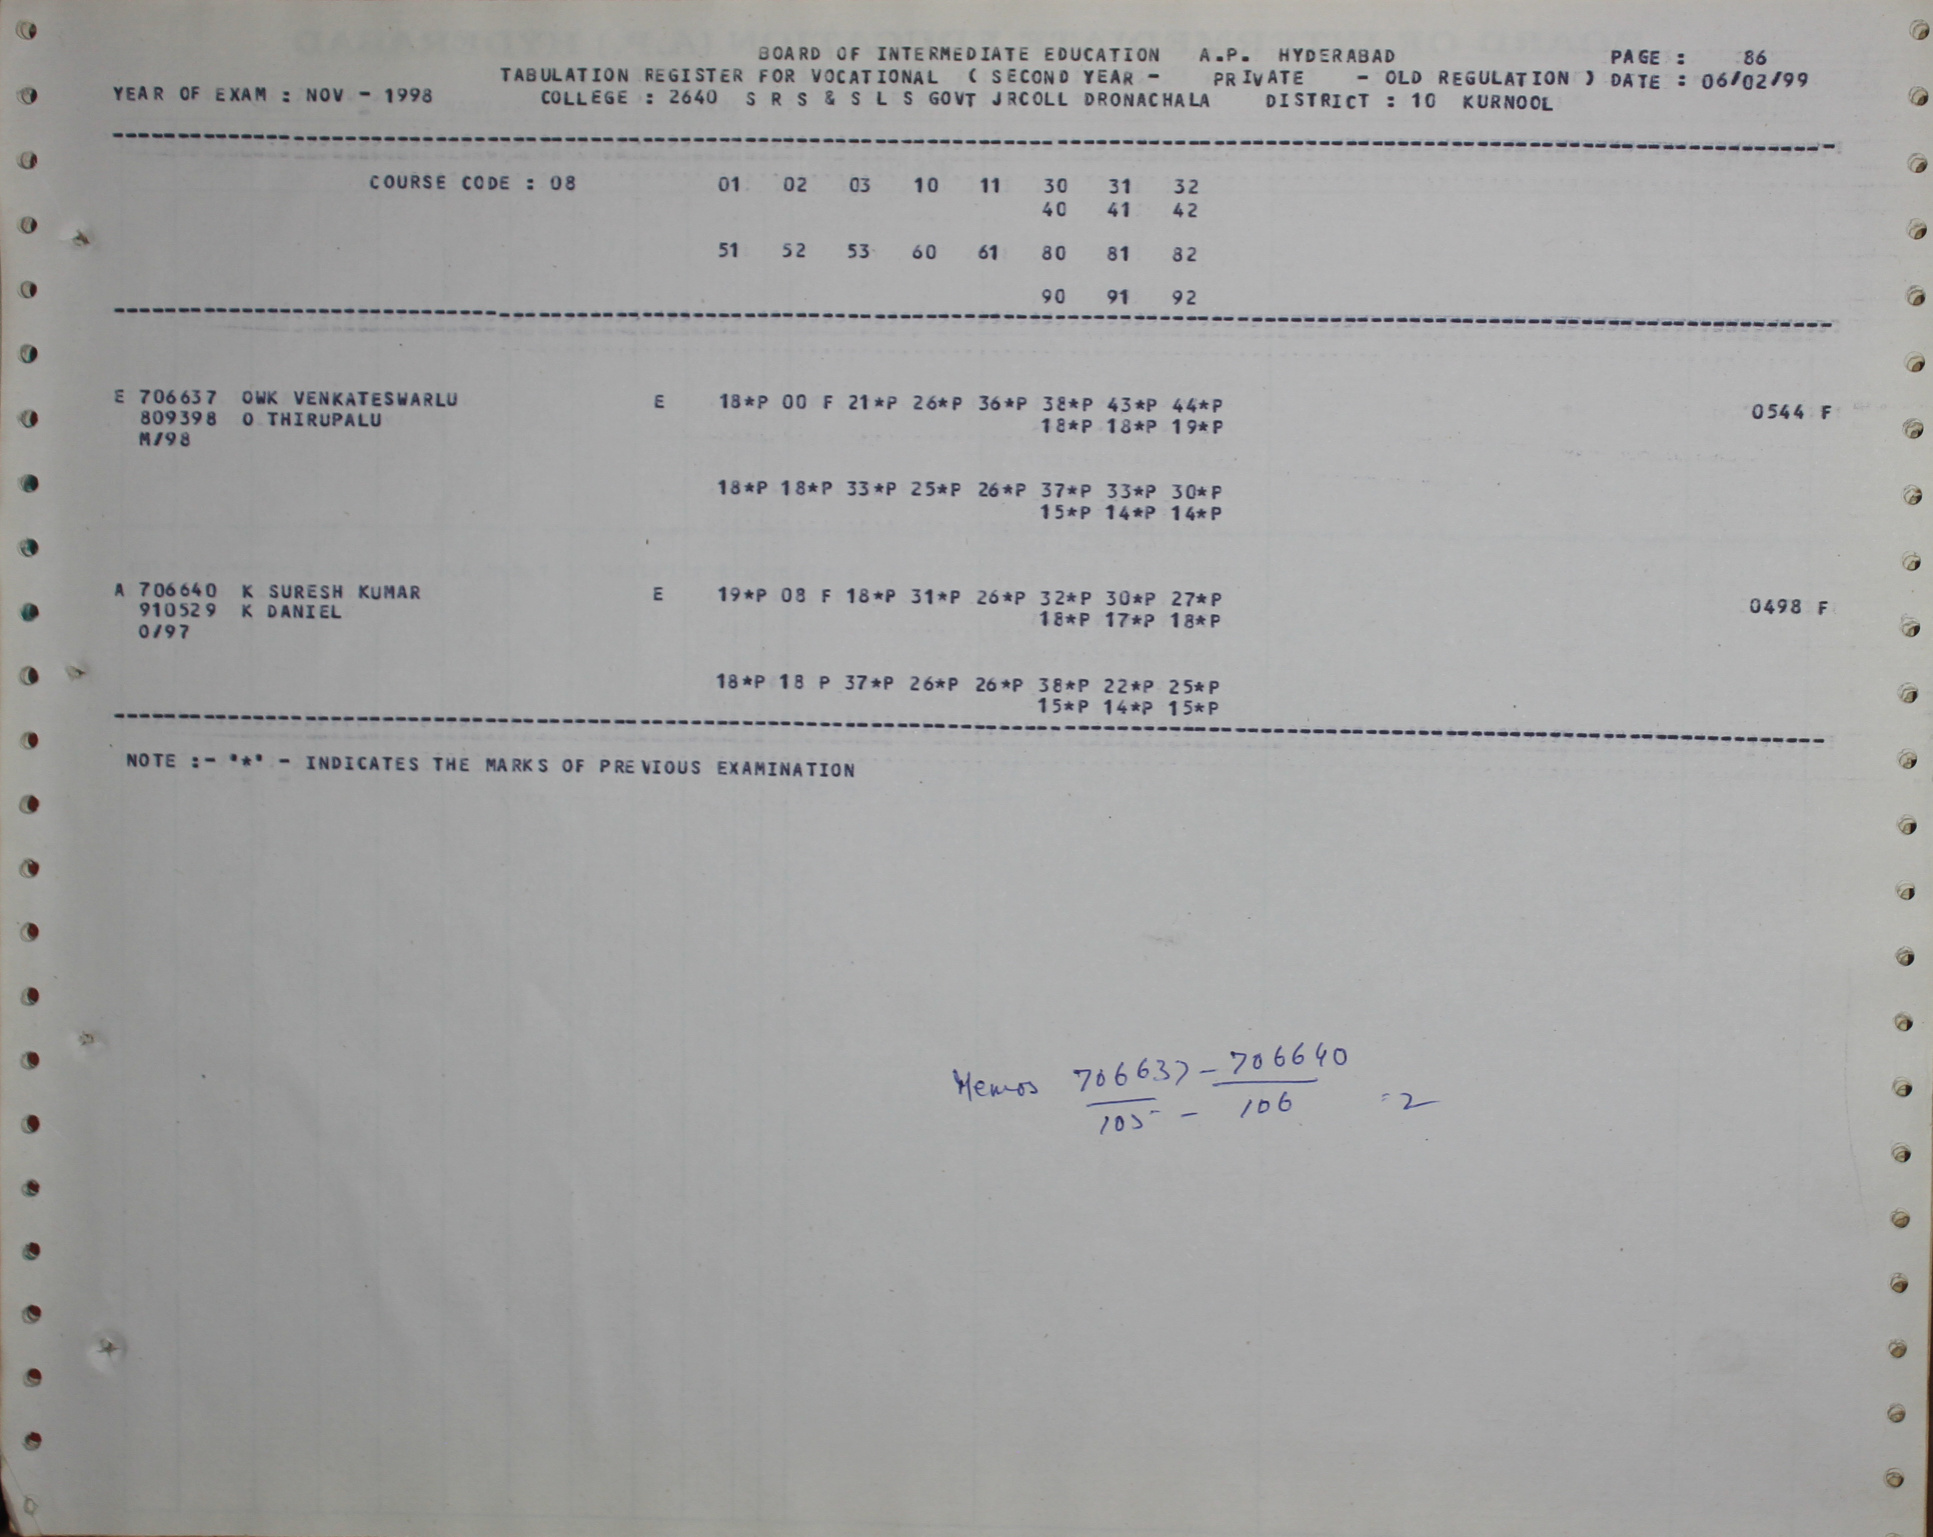 BOARD OF INTERMEDIATE EDUCATION A.P. HYDERABAD PAGE : 86
TABULATION REGISTER FOR VOCATIONAL ( SECOND YEAR - PRIVATE - OLD REGULATION ) DATE : 06/02/99
YEAR OF EXAM : NOV - 1998 COLLEGE : 2640 S R S & S L S GOVT JRCOLL DRONACHALA DISTRICT : 10 KURNOOL
COURSE CODE : 08 01 02 03 10 11 30 31 32
40 41 42
51 52 53 60 61 80 81 82
90 91 92
E 706637 OWK VENKATESWARLU E 18*P 00 F 21*P 26*P 36*P 38*P 43*P 44*P 0544 F
809398 O THIRUPALU 18*P 18*P 19*P
M/98
18*P 18*P 33*P 25*P 26*P 37*P 33*P 30*P
15*P 14*P 14*P
A 706640 K SURESH KUMAR E 19*P 08 F 18*P 31*P 26*P 32*P 30*P 27*P 0498 F
910529 K DANIEL 18*P 17*P 18*P
O/97
18*P 18 P 37*P 26*P 26*P 38*P 22*P 25*P
15*P 14*P 15*P
NOTE :- "*" - INDICATES THE MARKS OF PREVIOUS EXAMINATION
Memos 706637 - 706640
105 - 106 = 2